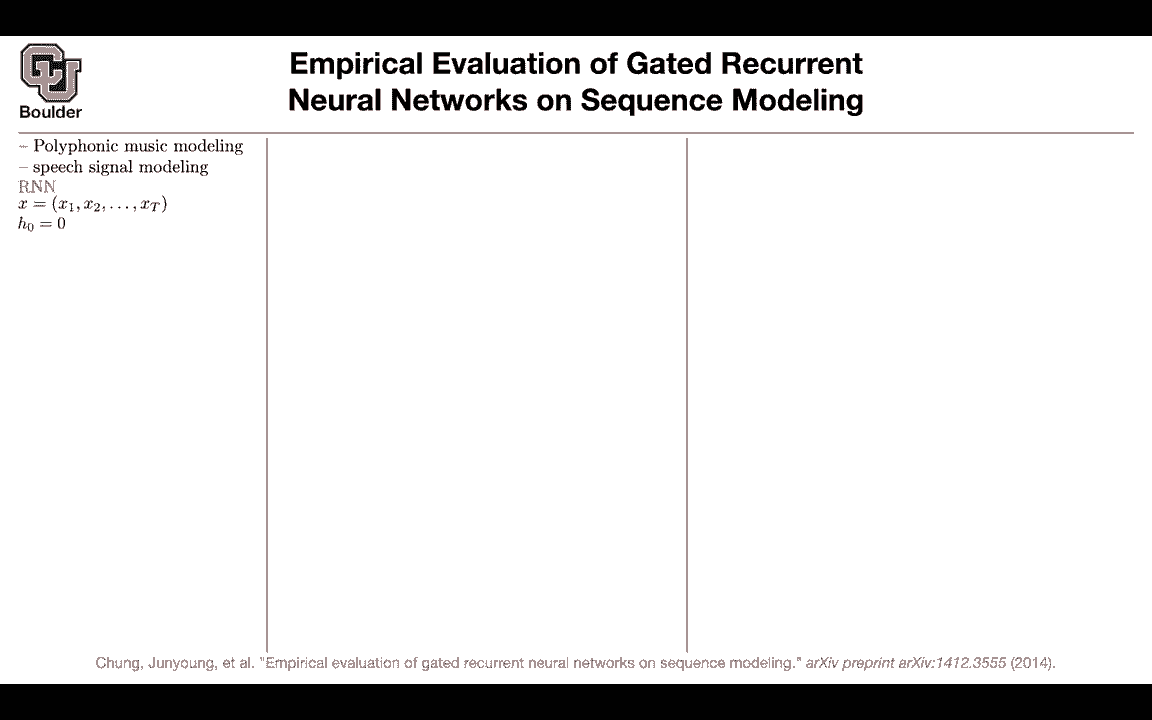 Boulder
Empirical Evaluation of Gated Recurrent
Neural Networks on Sequence Modeling
– Polyphonic music modeling
– speech signal modeling
RNN
x = (x₁, x₂, . . . , x_T)
h₀ = 0
Chung, Junyoung, et al. "Empirical evaluation of gated recurrent neural networks on sequence modeling." arXiv preprint arXiv:1412.3555 (2014).